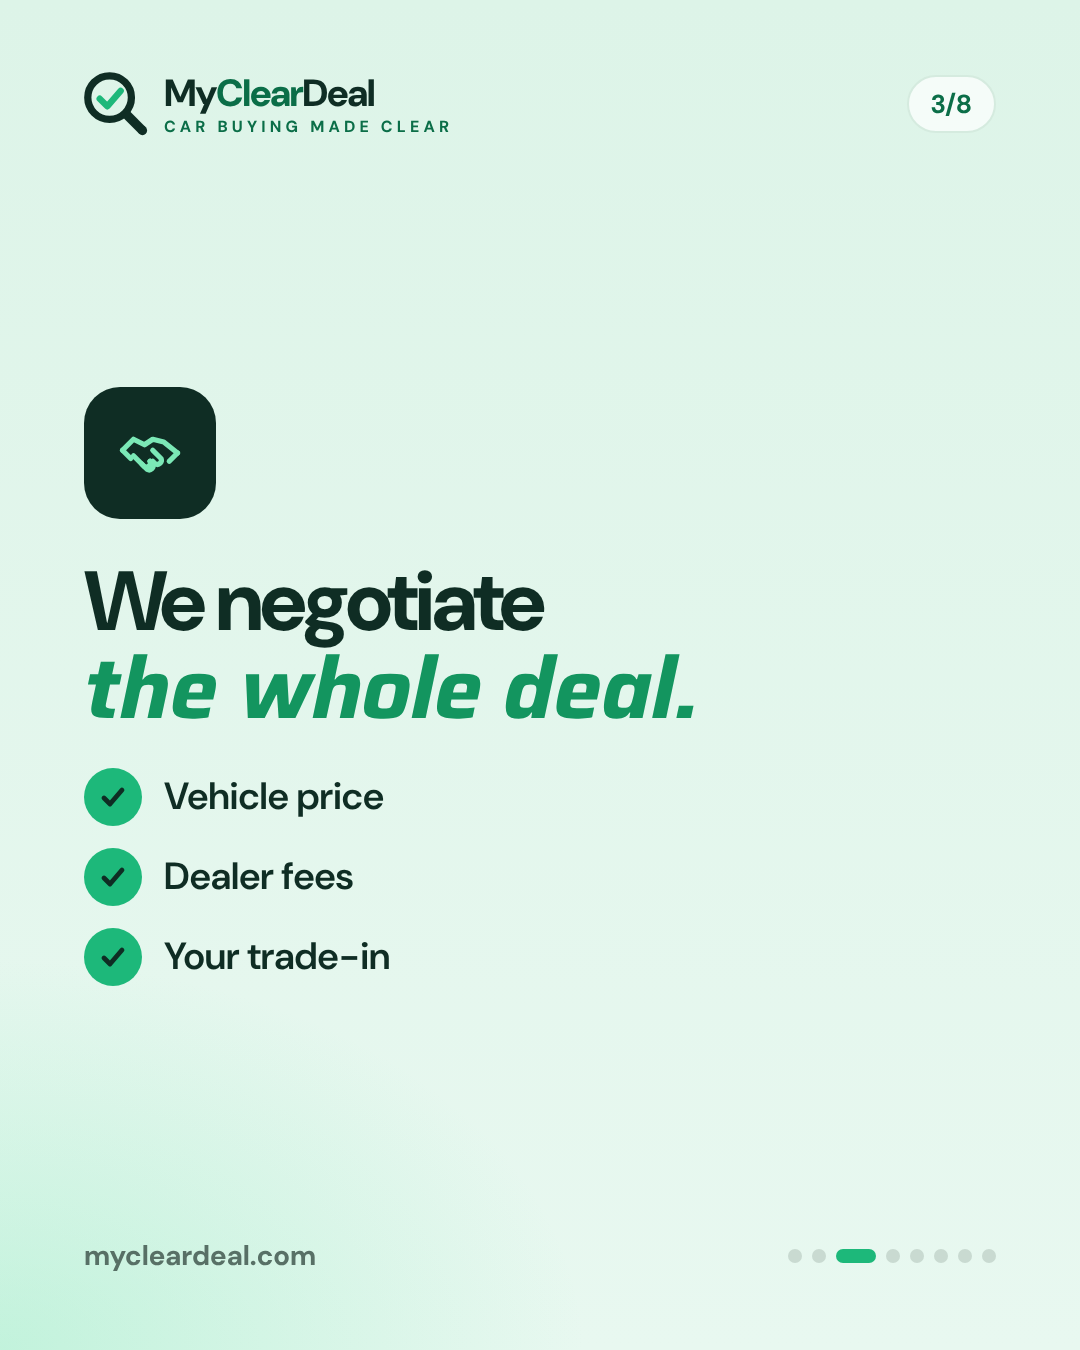 MyClearDeal
CAR BUYING MADE CLEAR
3/8
We negotiate
the whole deal.
Vehicle price
Dealer fees
Your trade-in
mycleardeal.com